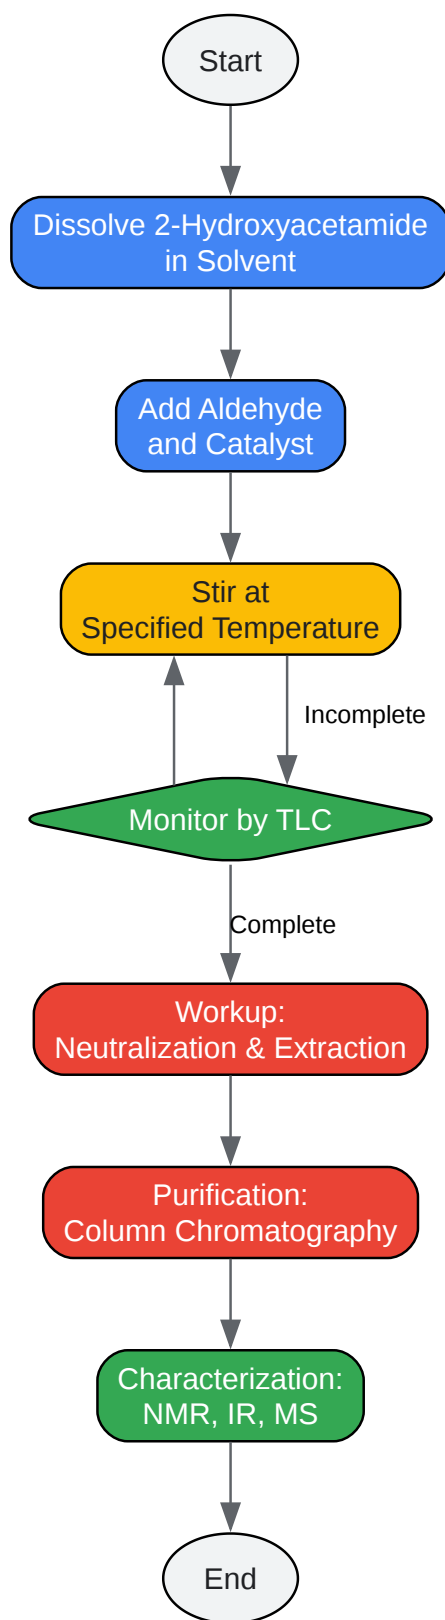 Start
Dissolve 2-Hydroxyacetamide
in Solvent
Add Aldehyde
and Catalyst
Stir at
Specified Temperature
Incomplete
Monitor by TLC
Complete
Workup:
Neutralization & Extraction
Purification:
Column Chromatography
Characterization:
NMR, IR, MS
End